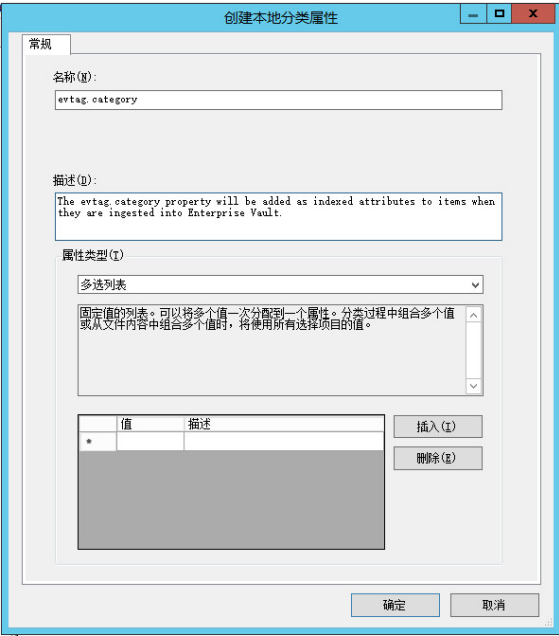 创建本地分类属性
常规
名称(N):
evtag.category
描述(D):
The evtag.category property will be added as indexed attributes to items when
they are ingested into Enterprise Vault.
属性类型(T)
多选列表
固定值的列表。可以将多个值一次分配到一个属性。分类过程中组合多个值
或从文件内容中组合多个值时，将使用所有选择项目的值。
值 描述
*
插入(I)
删除(E)
确定 取消